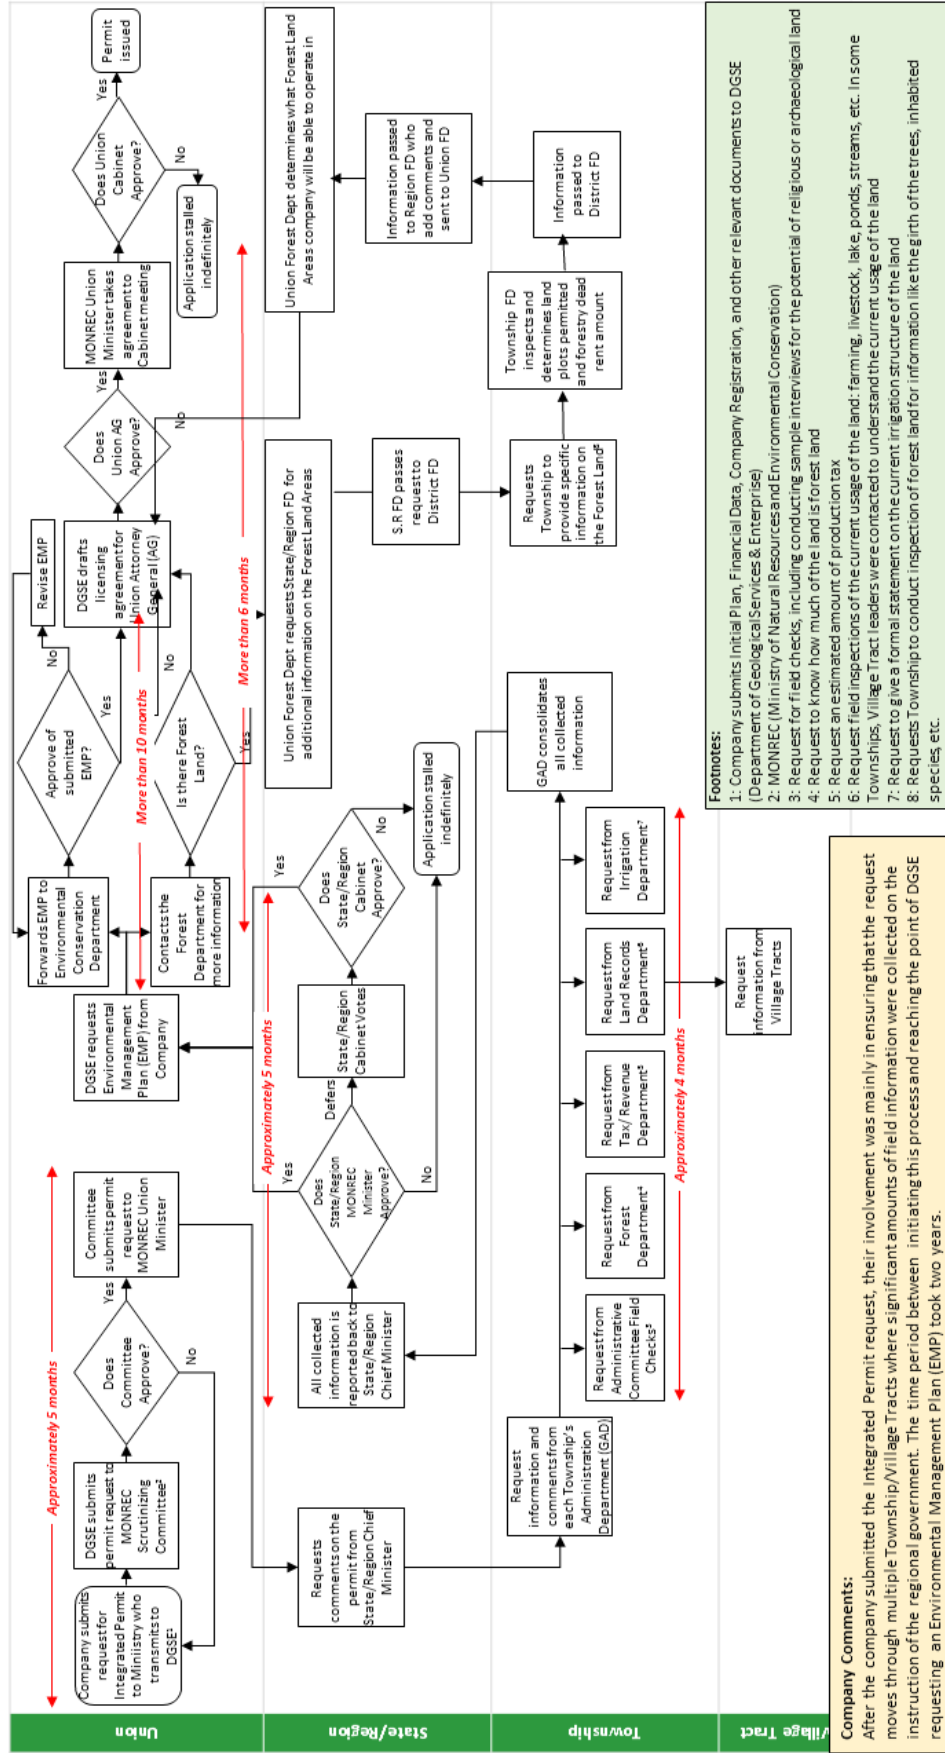 Union
Approximately 5 months
Company submits
request for
Integrated Permit
to Ministry who
transmits to
DGSE¹
DGSE submits
permit request to
MONREC
Scrutinizing
Committee²
Does
Committee
Approve?
Yes
No
Committee
submits permit
request to
MONREC Union
Minister
DGSE requests
Environmental
Management
Plan (EMP) from
Company
Forwards EMP to
Environmental
Conservation
Department
Contacts the
Forest
Department for
more information
More than 10 months
Approve of
submitted
EMP?
No
Yes
Revise EMP
Is there Forest
Land?
No
Yes
DGSE drafts
licensing
agreement for
Union Attorney
General (AG)
Does
Union AG
Approve?
Yes
No
MONREC Union
Minister takes
agreement to
Cabinet meeting
Does Union
Cabinet
Approve?
Yes
No
Permit
issued
Application stalled
indefinitely
More than 6 months
State/Region
Requests
comments on the
permit from
State/Region Chief
Minister
Approximately 5 months
All collected
information is
reported back to
State/Region
Chief Minister
Does
State/Region
MONREC
Minister
Approve?
Yes
Defers
No
State/Region
Cabinet Votes
Does
State/Region
Cabinet
Approve?
Yes
No
Application stalled
indefinitely
Union Forest Dept requests State/Region FD for
additional information on the Forest Land Areas
S.R FD passes
request to
District FD
Information passed
to Region FD who
add comments and
sent to Union FD
Union Forest Dept determines what Forest Land
Areas company will be able to operate in
Township
Request
information and
comments from
each Township's
Administration
Department (GAD)
Request from
Administrative
Committee Field
Checks³
Request from
Forest
Department⁴
Request from
Tax/ Revenue
Department⁵
Request from
Land Records
Department⁶
Request from
Irrigation
Department⁷
Approximately 4 months
GAD consolidates
all collected
information
Requests
Township to
provide specific
information on
the Forest Land⁸
Township FD
inspects and
determines land
plots permitted
and forestry dead
rent amount
Information
passed to
District FD
Village Tract
Request
information from
Village Tracts
Company Comments:
After the company submitted the Integrated Permit request, their involvement was mainly in ensuring that the request
moves through multiple Township/Village Tracts where significant amounts of field information were collected on the
instruction of the regional government. The time period between initiating this process and reaching the point of DGSE
requesting an Environmental Management Plan (EMP) took two years.
Footnotes:
1: Company submits Initial Plan, Financial Data, Company Registration, and other relevant documents to DGSE
(Department of Geological Services & Enterprise)
2: MONREC (Ministry of Natural Resources and Environmental Conservation)
3: Request for field checks, including conducting sample interviews for the potential of religious or archaeological land
4: Request to know how much of the land is forest land
5: Request an estimated amount of production tax
6: Request field inspections of the current usage of the land: farming, livestock, lake, ponds, streams, etc. In some
Townships, Village Tract leaders were contacted to understand the current usage of the land
7: Request to give a formal statement on the current irrigation structure of the land
8: Requests Township to conduct inspection of forest land for information like the girth of the trees, inhabited
species, etc.